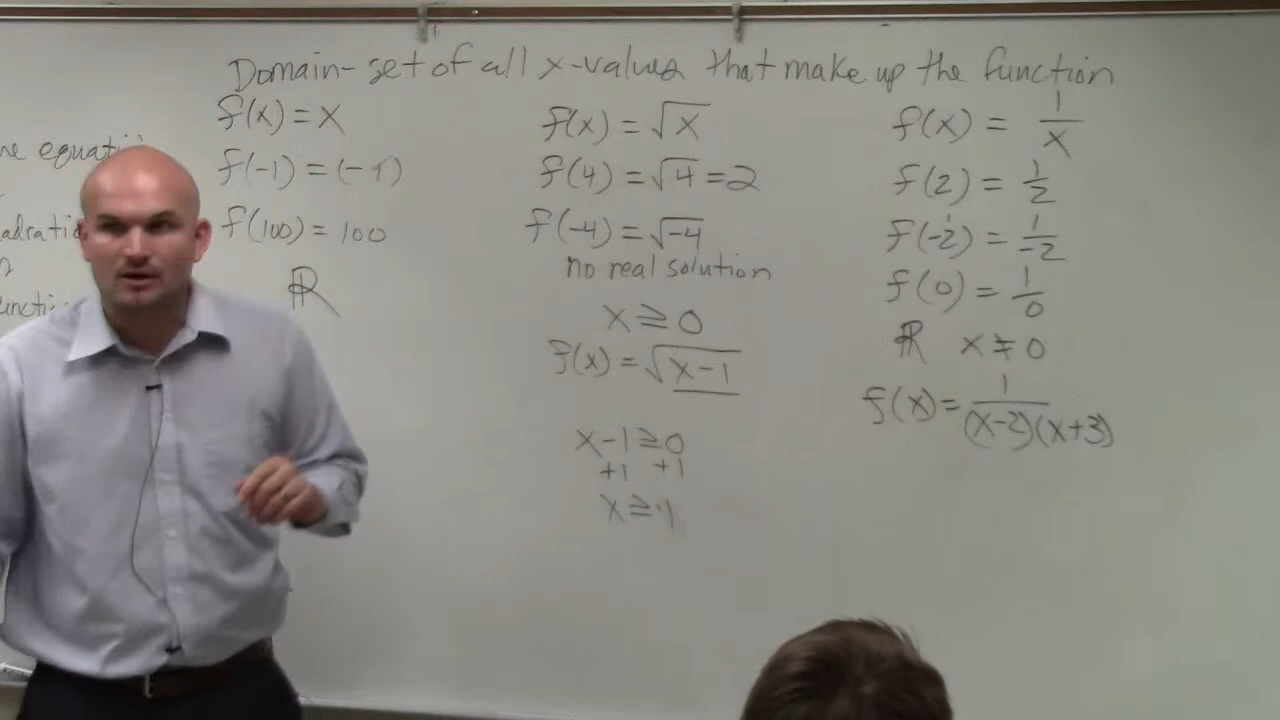 Domain- set of all x-values that make up the function
f(x) = x
f(-1) = (-1)
f(100) = 100
ℝ
f(x) = √x
f(4) = √4 = 2
f(-4) = √-4
no real solution
x ≥ 0
f(x) = √x-1
x-1 ≥ 0
+1 +1
x ≥ 1
f(x) = 1/x
f(2) = 1/2
f(-2) = 1/-2
f(0) = 1/0
ℝ x ≠ 0
f(x) = 1/(x-2)(x+3)